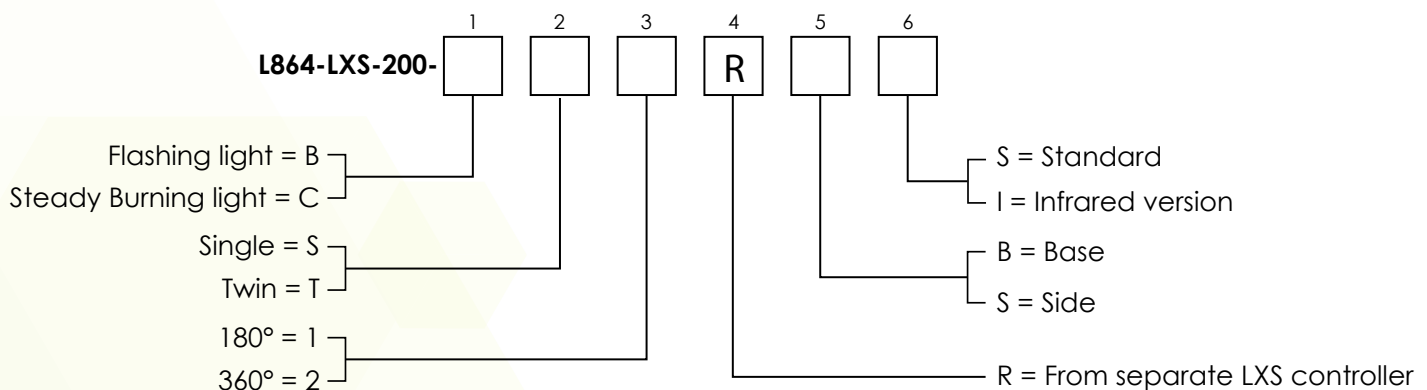 1 2 3 4 5 6
L864-LXS-200- R
Flashing light = B
Steady Burning light = C
Single = S
Twin = T
180° = 1
360° = 2
S = Standard
I = Infrared version
B = Base
S = Side
R = From separate LXS controller